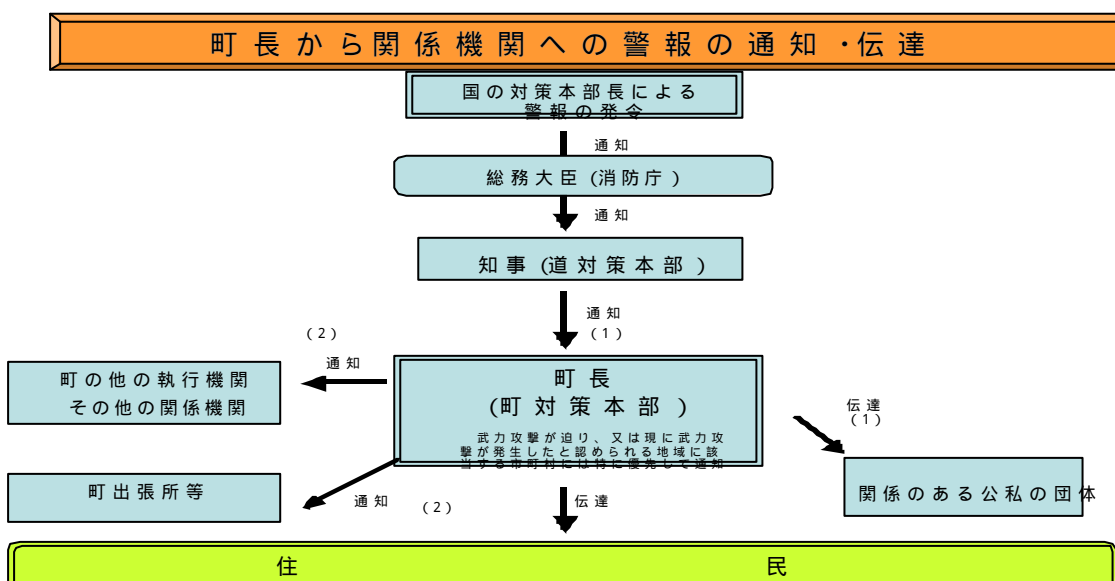 町長から関係機関への警報の通知・伝達
国の対策本部長による
警報の発令
通知
総務大臣(消防庁)
通知
知事(道対策本部)
通知
(1)
(2)
通知
町の他の執行機関
その他の関係機関
町長
(町対策本部)
武力攻撃が迫り、又は現に武力攻
撃が発生したと認められる地域に該
当する市町村には特に優先して通知
伝達
(1)
関係のある公私の団体
町出張所等
通知 (2)
伝達
住民